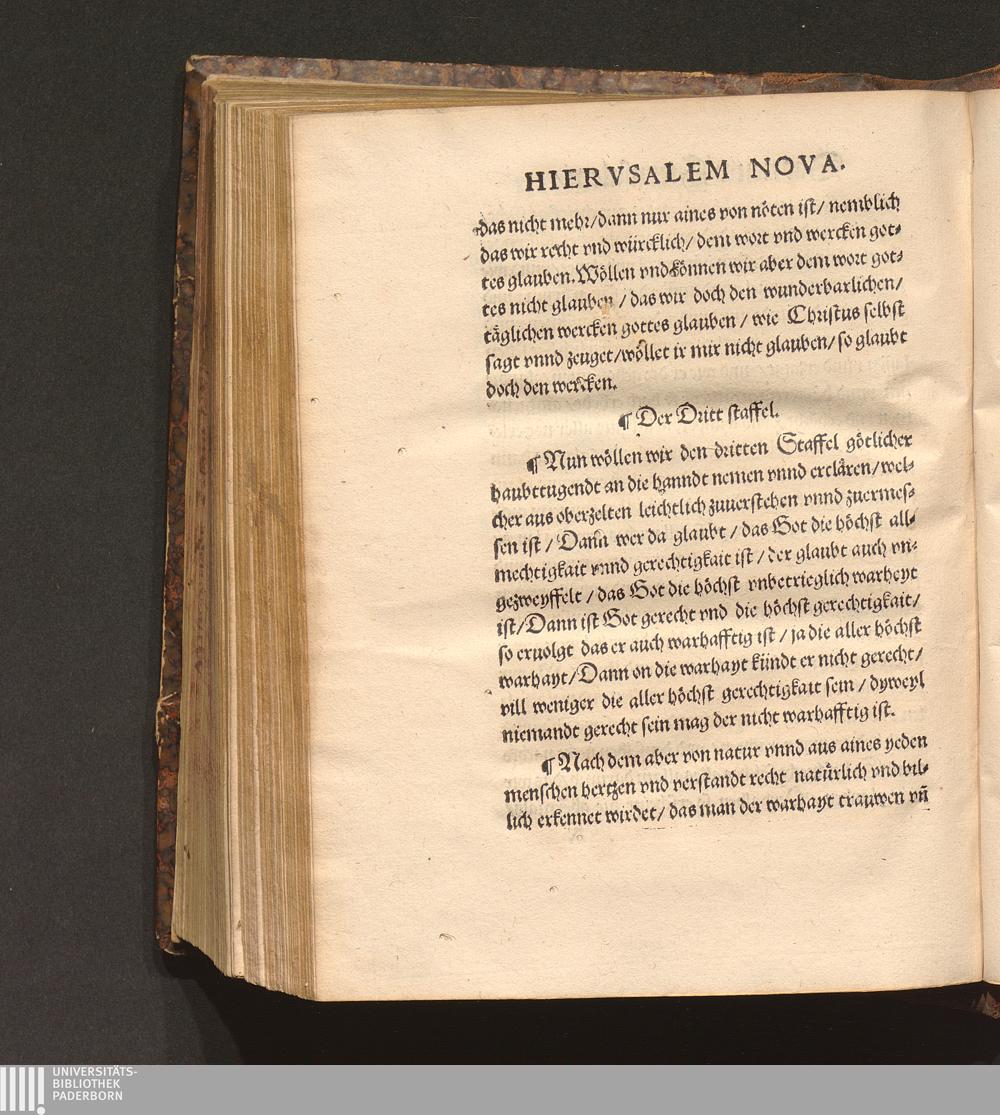 HIERVSALEM NOVA.
das nicht mehr/dann nur aines von nöten ist/ nemblich
das wir recht vnd würcklich/ dem wort vnd wercken got-
tes glauben. Wöllen vnd können wir aber dem wort got-
tes nicht glauben / das wir doch den wunderbarlichen/
täglichen wercken gottes glauben / wie Christus selbst
sagt vnnd zeuget/wöllet ir mir nicht glauben/ so glaubt
doch den wercken.
¶ Der Dritt staffel.
¶ Nun wöllen wir den dritten Staffel götlicher
haubttugendt an die hanndt nemen vnnd erclären/wel-
cher aus oberzelten leichtlich zuuerstehen vnnd zuermes-
sen ist / Dann wer da glaubt / das Got die höchst all-
mechtigkait vnnd gerechtigkait ist / der glaubt auch vn-
gezweyffelt / das Got die höchst vnbetrieglich warheyt
ist/Dann ist Got gerecht vnd die höchst gerechtigkait/
so eruolgt das er auch warhafftig ist / ja die aller höchst
warhayt/Dann on die warhayt kündt er nicht gerecht/
vill weniger die aller höchst gerechtigkait sein / dyweyl
niemandt gerecht sein mag der nicht warhafftig ist.
¶ Nach dem aber von natur vnnd aus aines yeden
menschen hertzen vnd verstandt recht natürlich vnd bil-
lich erkennet wirdet/ das man der warhayt trauwen vñ
UNIVERSITÄTS-
BIBLIOTHEK
PADERBORN